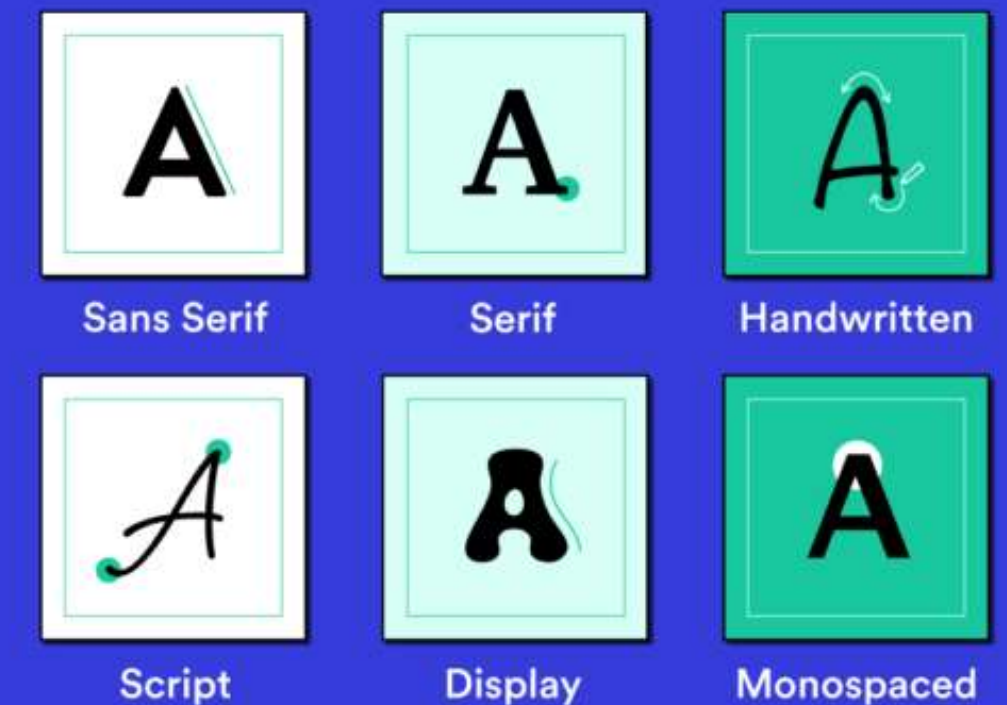 A A A
Sans Serif Serif Handwritten
A A A
Script Display Monospaced